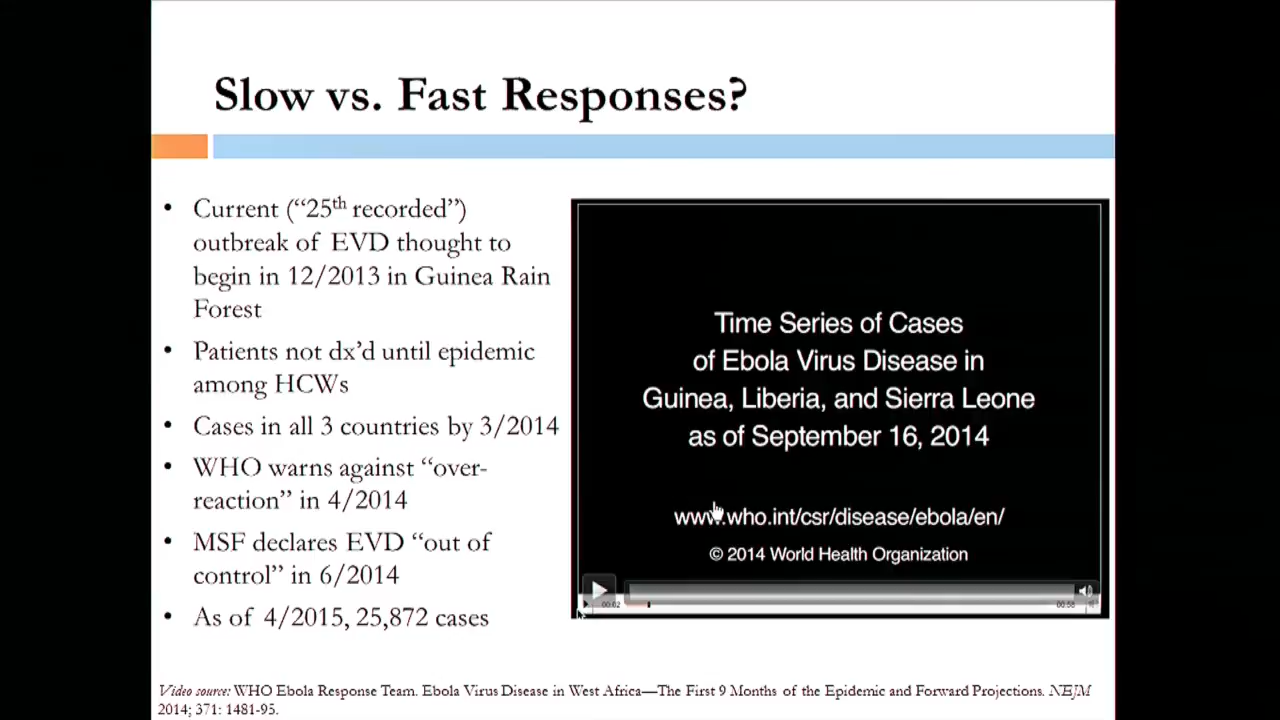 Slow vs. Fast Responses?
• Current (“25th recorded”)
outbreak of EVD thought to
begin in 12/2013 in Guinea Rain
Forest
• Patients not dx’d until epidemic
among HCWs
• Cases in all 3 countries by 3/2014
• WHO warns against “over-
reaction” in 4/2014
• MSF declares EVD “out of
control” in 6/2014
• As of 4/2015, 25,872 cases
Time Series of Cases
of Ebola Virus Disease in
Guinea, Liberia, and Sierra Leone
as of September 16, 2014
www.who.int/csr/disease/ebola/en/
© 2014 World Health Organization
00:02
00:58
Video source: WHO Ebola Response Team. Ebola Virus Disease in West Africa—The First 9 Months of the Epidemic and Forward Projections. NEJM
2014; 371: 1481-95.